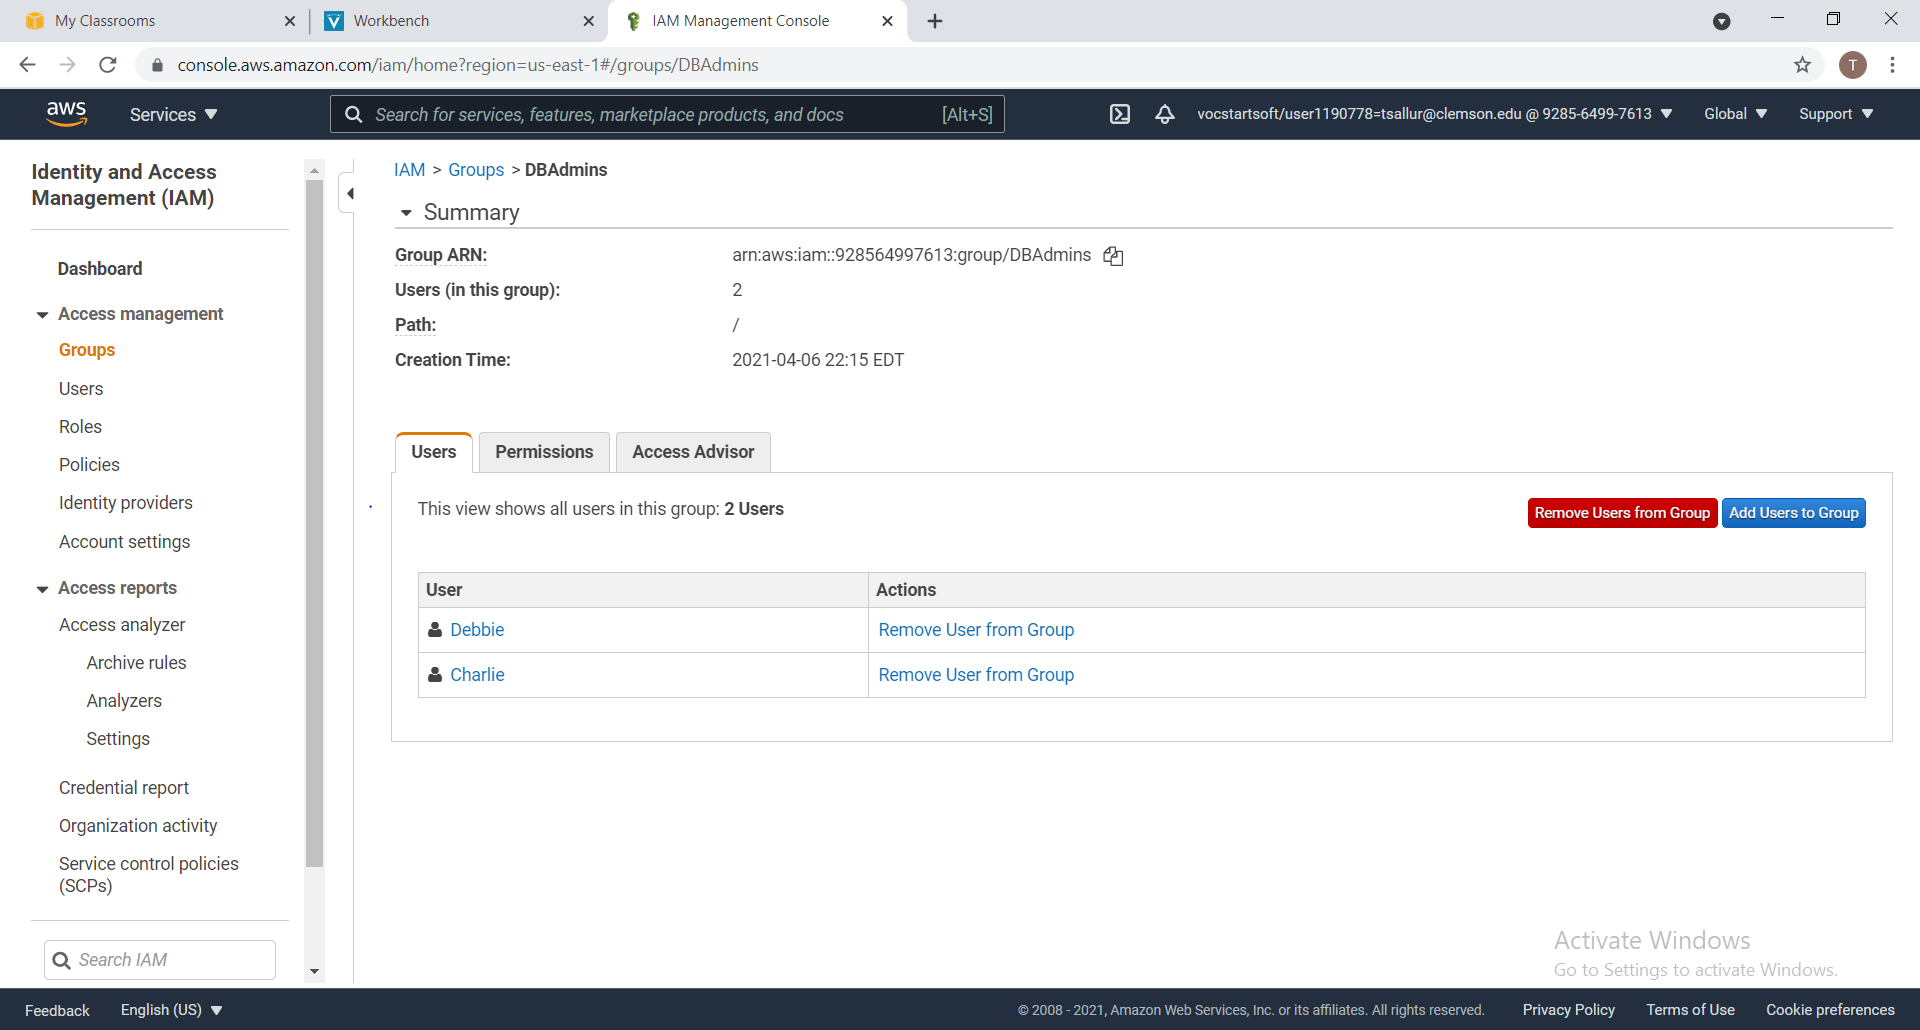 My Classrooms
Workbench
IAM Management Console
console.aws.amazon.com/iam/home?region=us-east-1#/groups/DBAdmins
T
aws
Services
Search for services, features, marketplace products, and docs
[Alt+S]
vocstartsoft/user1190778=tsallur@clemson.edu @ 9285-6499-7613
Global
Support
Identity and Access
Management (IAM)
Dashboard
Access management
Groups
Users
Roles
Policies
Identity providers
Account settings
Access reports
Access analyzer
Archive rules
Analyzers
Settings
Credential report
Organization activity
Service control policies
(SCPs)
Search IAM
IAM > Groups > DBAdmins
Summary
Group ARN: arn:aws:iam::928564997613:group/DBAdmins
Users (in this group): 2
Path: /
Creation Time: 2021-04-06 22:15 EDT
Users
Permissions
Access Advisor
This view shows all users in this group: 2 Users
Remove Users from Group
Add Users to Group
User Actions
Debbie Remove User from Group
Charlie Remove User from Group
Activate Windows
Go to Settings to activate Windows.
Feedback
English (US)
© 2008 - 2021, Amazon Web Services, Inc. or its affiliates. All rights reserved.
Privacy Policy
Terms of Use
Cookie preferences